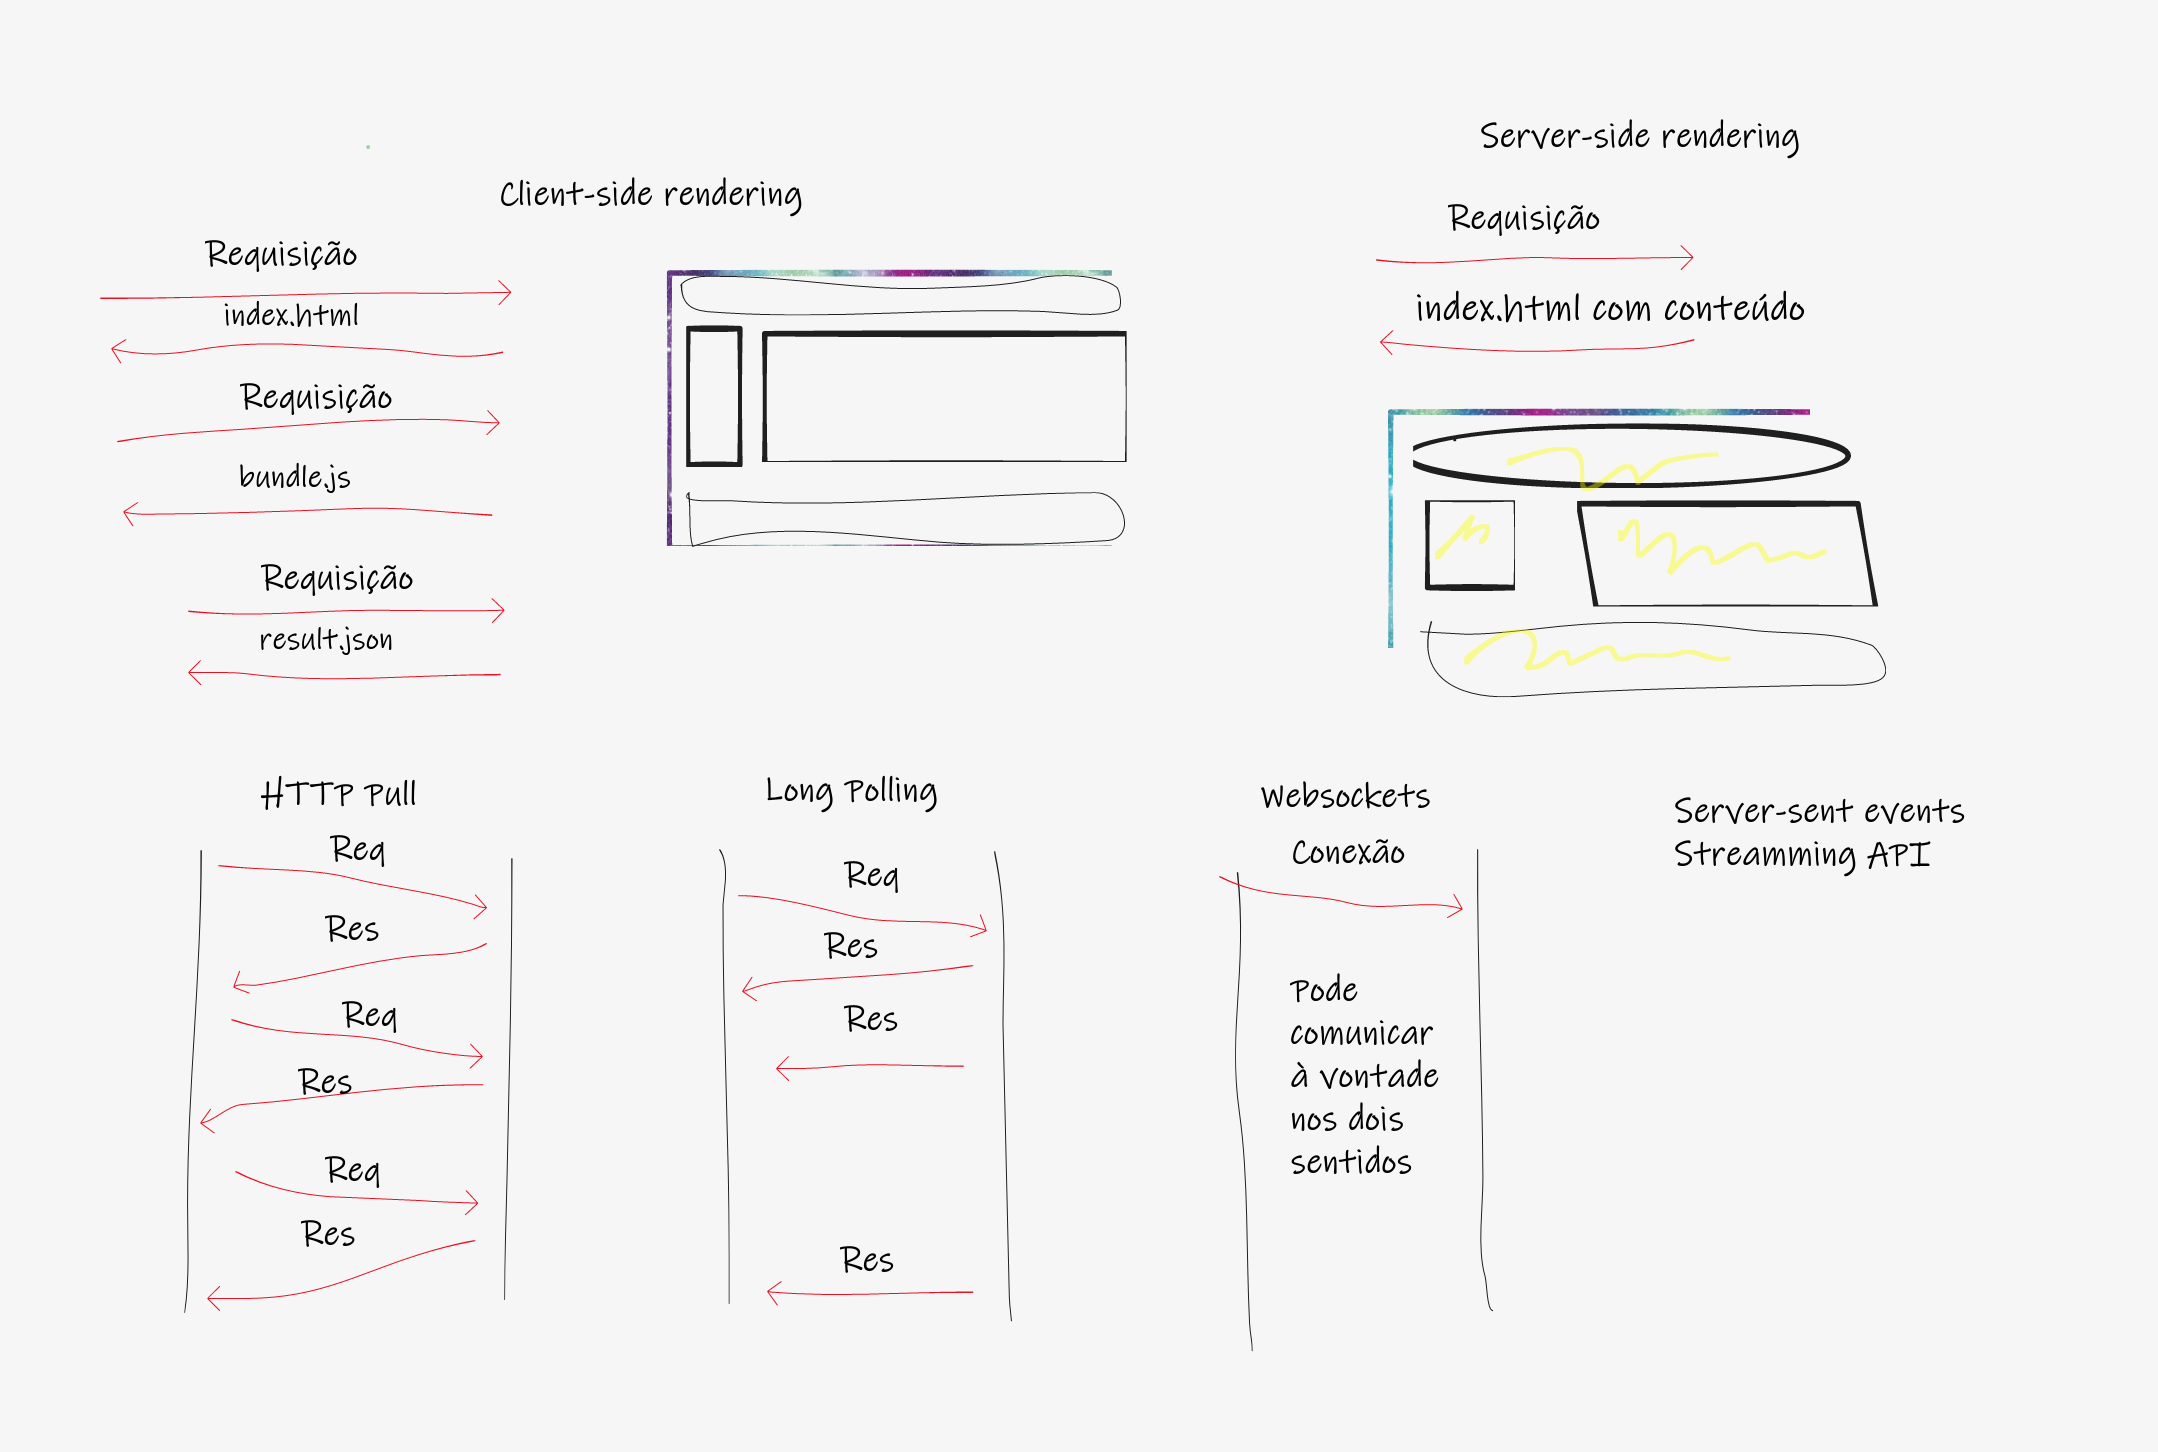 Server-side rendering
Client-side rendering
Requisição
index.html
Requisição
bundle.js
Requisição
result.json
Requisição
index.html com conteúdo
HTTP Pull
Req
Res
Req
Res
Req
Res
Long Polling
Req
Res
Res
Res
Websockets
Conexão
Pode
comunicar
à vontade
nos dois
sentidos
Server-sent events
Streamming API